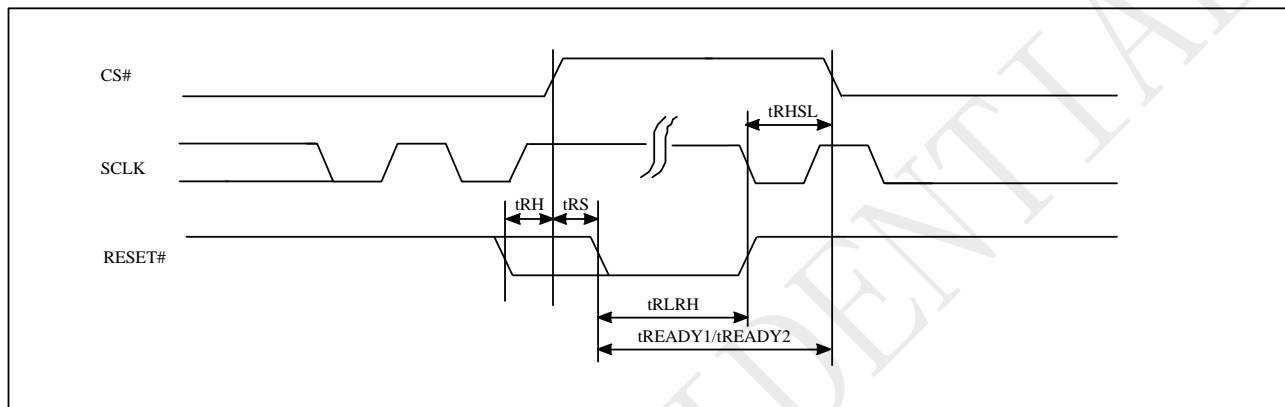 CS#
tRHSL
SCLK
tRH
tRS
RESET#
tRLRH
tREADY1/tREADY2